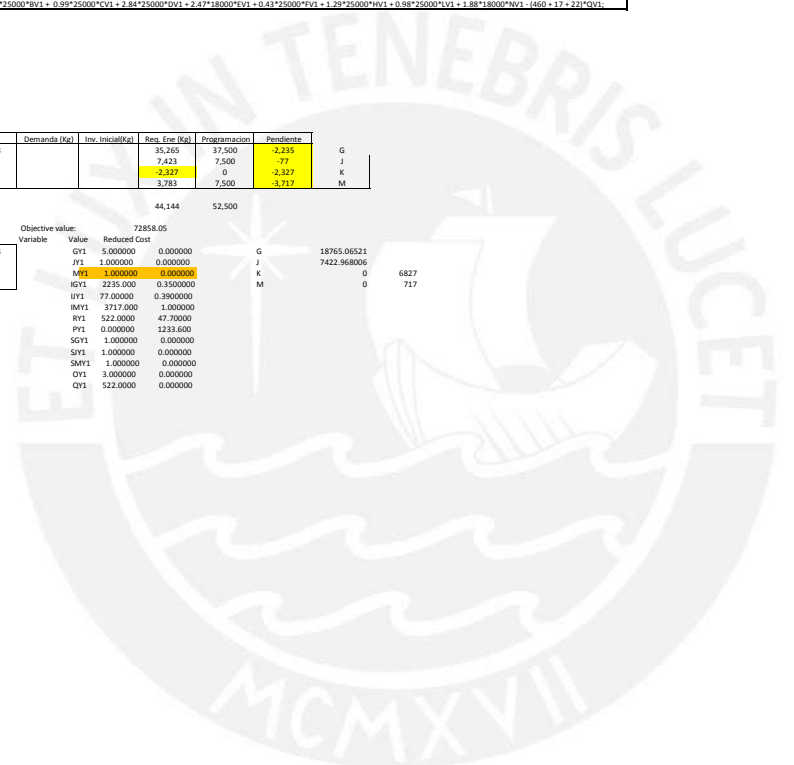 *25000*BV1 + 0.99*25000*CV1 + 2.84*25000*DV1 + 2.47*18000*EV1 + 0.43*25000*FV1 + 1.29*25000*HV1 + 0.98*25000*LV1 + 1.88*18000*NV1 - (460 + 17 + 22)*QV1;
Demanda (Kg) Inv. Inicial(Kg) Req. Ene (Kg) Programacion Pendiente
35,265 37,500 -2,235 G
7,423 7,500 -77 J
-2,327 0 -2,327 K
3,783 7,500 -3,717 M
44,144 52,500
Objective value: 72858.05
Variable Value Reduced Cost
GY1 5.000000 0.000000 G 18765.06521
JY1 1.000000 0.000000 J 7422.968006
MY1 1.000000 0.000000 K 0 6827
IGY1 2235.000 0.3500000 M 0 717
IJY1 77.00000 0.3900000
IMY1 3717.000 1.000000
RY1 522.0000 47.70000
PY1 0.000000 1233.600
SGY1 1.000000 0.000000
SJY1 1.000000 0.000000
SMY1 1.000000 0.000000
OY1 3.000000 0.000000
QY1 522.0000 0.000000
ET LUX IN TENEBRIS LUCET
MCMXVII